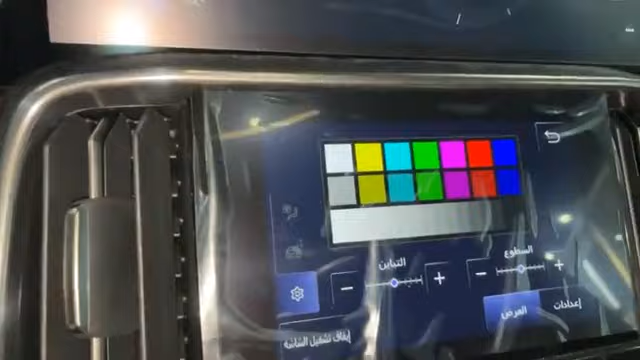 السطوع
− +
التباين
− +
إعدادات
العرض
إيقاف تشغيل الشاشة